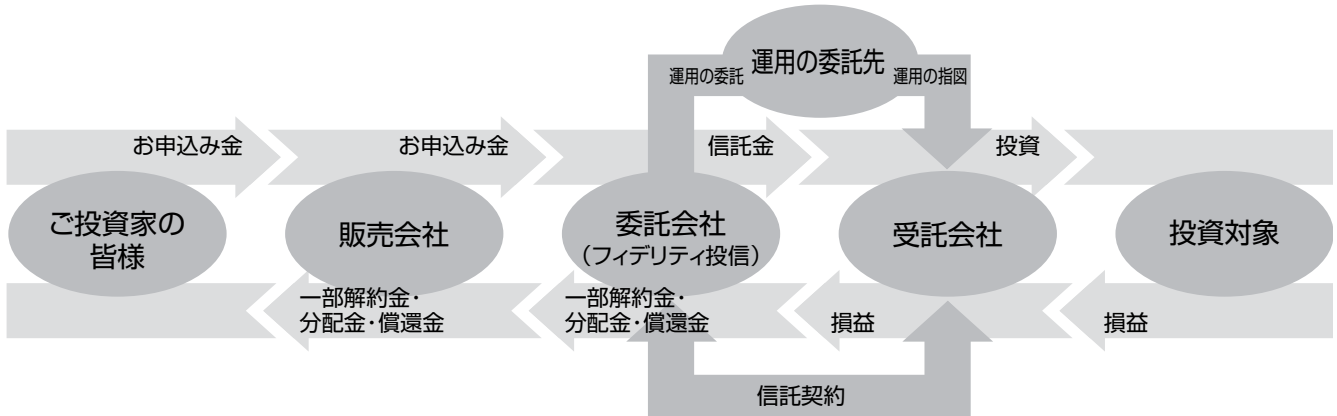 運用の委託先
運用の委託
運用の指図
お申込み金
お申込み金
信託金
投資
ご投資家の
皆様
販売会社
委託会社
（フィデリティ投信）
受託会社
投資対象
一部解約金・
分配金・償還金
一部解約金・
分配金・償還金
損益
損益
信託契約